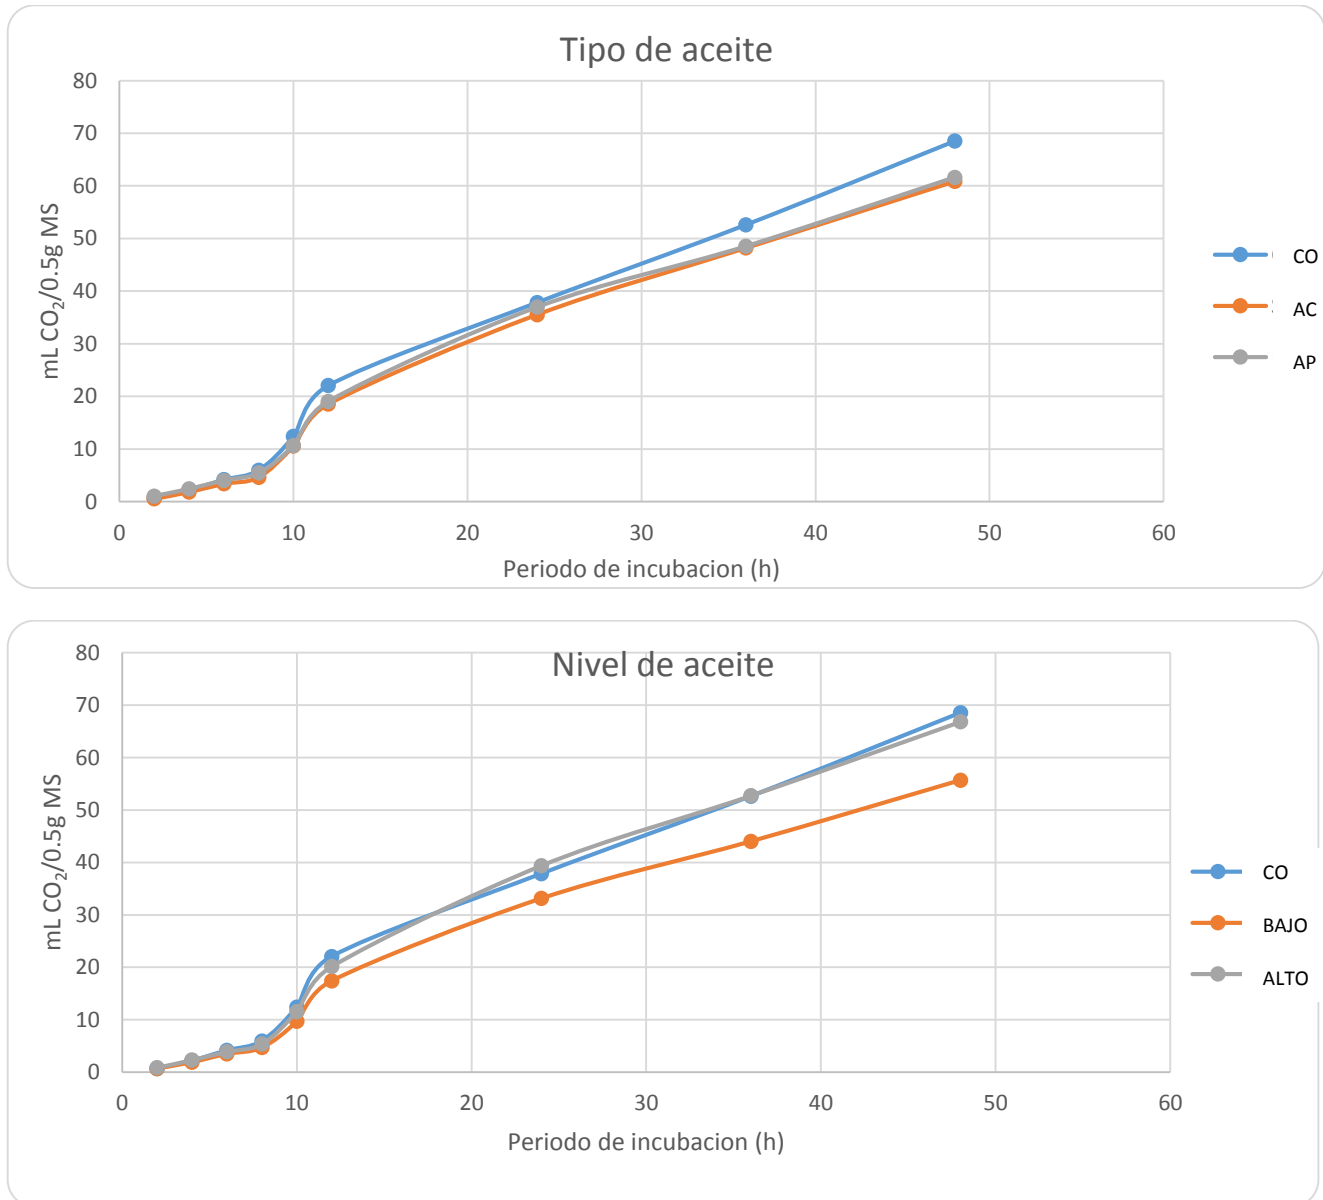 Tipo de aceite
80
70
60
50
40
30
20
10
0
mL CO₂/0.5g MS
0 10 20 30 40 50 60
Periodo de incubacion (h)
CO
AC
AP
Nivel de aceite
80
70
60
50
40
30
20
10
0
mL CO₂/0.5g MS
0 10 20 30 40 50 60
Periodo de incubacion (h)
CO
BAJO
ALTO